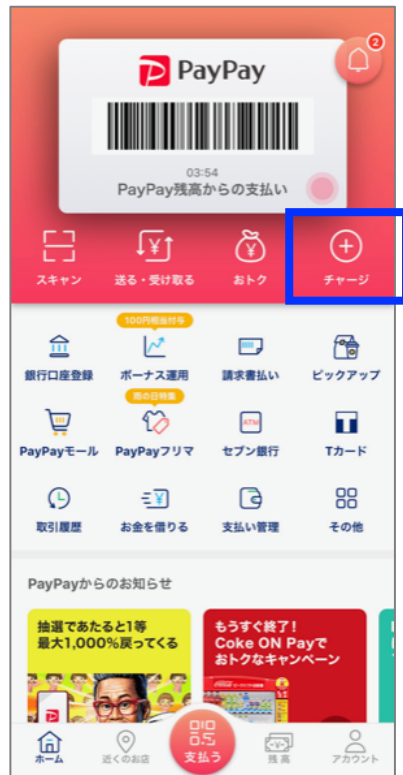 2
PayPay
03:54
PayPay残高からの支払い
スキャン
送る・受け取る
おトク
チャージ
100円相当付与
銀行口座登録
ボーナス運用
請求書払い
ピックアップ
雨の日特集
PayPayモール
PayPayフリマ
ATM
セブン銀行
Tカード
取引履歴
お金を借りる
支払い管理
その他
PayPayからのお知らせ
抽選であたると1等
最大1,000%戻ってくる
もうすぐ終了!
Coke ON Payで
おトクなキャンペーン
ホーム
近くのお店
支払う
残高
アカウント